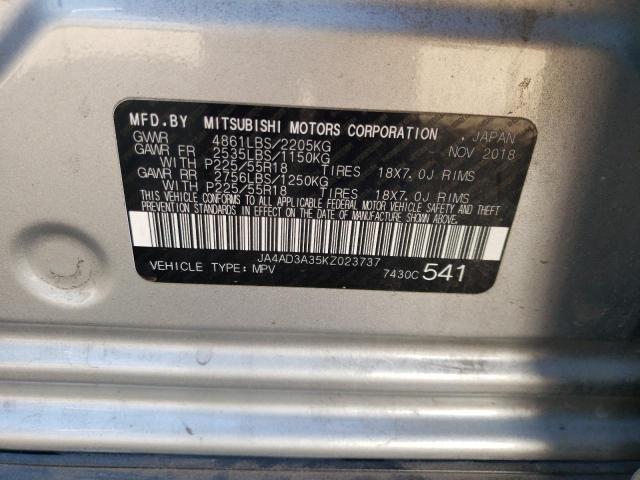 MFD.BY MITSUBISHI MOTORS CORPORATION JAPAN
GVWR 4861LBS/2205KG NOV 2018
GAWR FR 2535LBS/1150KG
WITH P225/55R18 TIRES 18X7.0J RIMS
GAWR RR 2756LBS/1250KG
WITH P225/55R18 TIRES 18X7.0J RIMS
THIS VEHICLE CONFORMS TO ALL APPLICABLE FEDERAL MOTOR VEHICLE SAFETY AND THEFT
PREVENTION STANDARDS IN EFFECT ON THE DATE OF MANUFACTURE SHOWN ABOVE.
JA4AD3A35KZ023737
VEHICLE TYPE: MPV 7430C 541